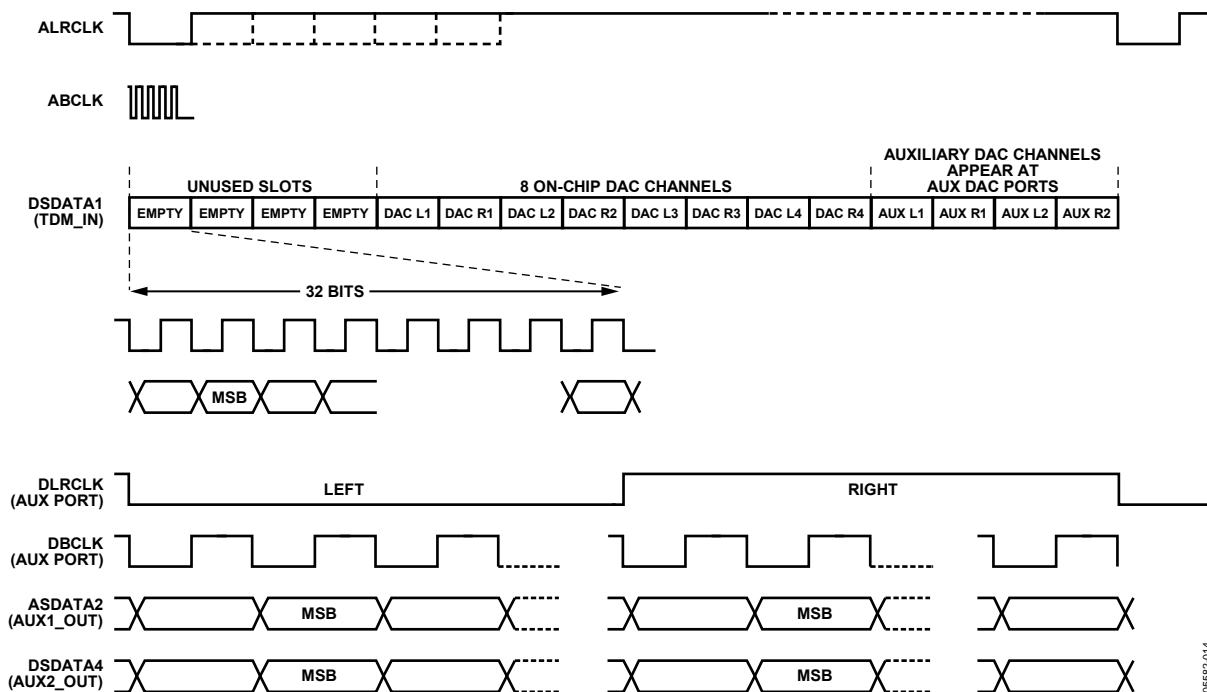 ALRCLK
ABCLK
AUXILIARY DAC CHANNELS
APPEAR AT
AUX DAC PORTS
UNUSED SLOTS
8 ON-CHIP DAC CHANNELS
DSDATA1
(TDM_IN)
EMPTY EMPTY EMPTY EMPTY DAC L1 DAC R1 DAC L2 DAC R2 DAC L3 DAC R3 DAC L4 DAC R4 AUX L1 AUX R1 AUX L2 AUX R2
32 BITS
MSB
DLRCLK
(AUX PORT)
LEFT
RIGHT
DBCLK
(AUX PORT)
ASDATA2
(AUX1_OUT)
MSB
MSB
DSDATA4
(AUX2_OUT)
MSB
MSB
05582-014